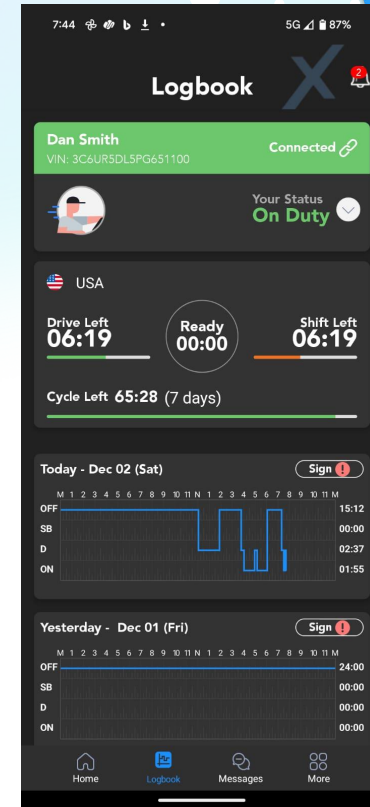 7:44 5G 87%
Logbook
2
Dan Smith
VIN: 3C6UR5DL5PG651100
Connected
Your Status
On Duty
USA
Drive Left
06:19
Ready
00:00
Shift Left
06:19
Cycle Left 65:28 (7 days)
Today - Dec 02 (Sat) Sign !
M 1 2 3 4 5 6 7 8 9 10 11 N 1 2 3 4 5 6 7 8 9 10 11 M
OFF 15:12
SB 00:00
D 02:37
ON 01:55
Yesterday - Dec 01 (Fri) Sign !
M 1 2 3 4 5 6 7 8 9 10 11 N 1 2 3 4 5 6 7 8 9 10 11 M
OFF 24:00
SB 00:00
D 00:00
ON 00:00
Home Logbook Messages More